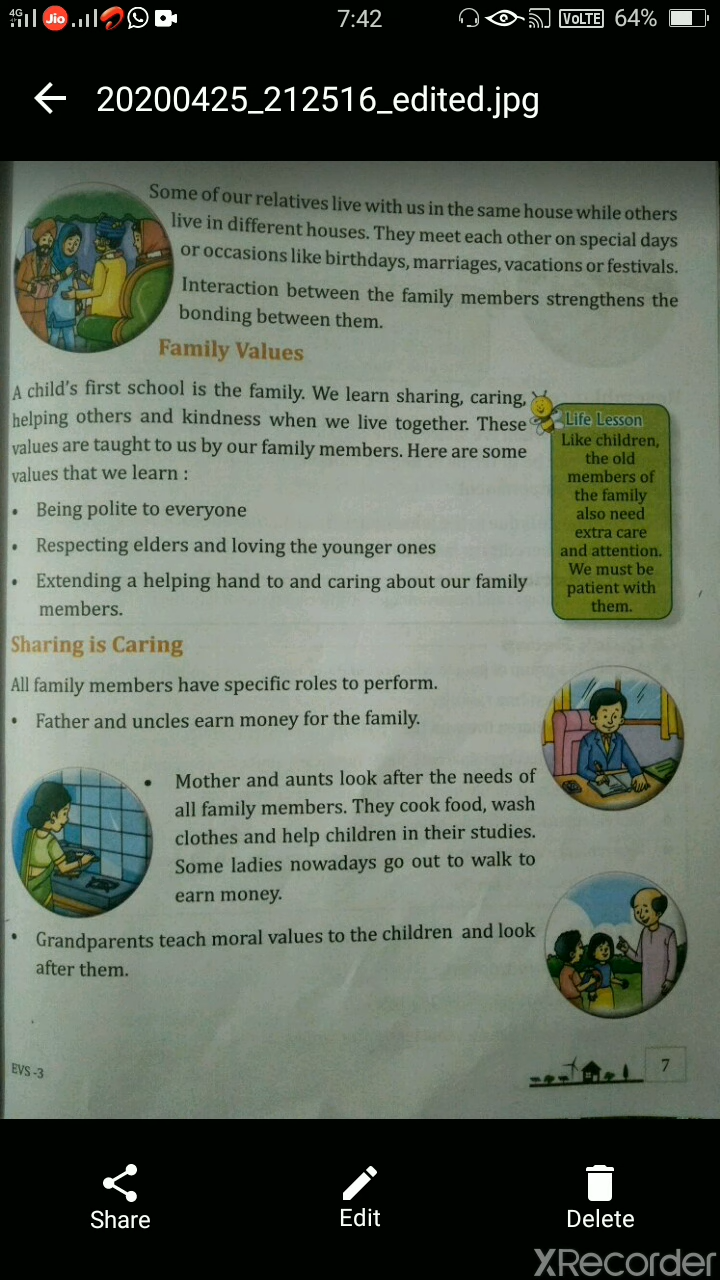 4G
Jio
7:42
VoLTE
64%
20200425_212516_edited.jpg
Some of our relatives live with us in the same house while others
live in different houses. They meet each other on special days
or occasions like birthdays, marriages, vacations or festivals.
Interaction between the family members strengthens the
bonding between them.
Family Values
A child's first school is the family. We learn sharing, caring,
helping others and kindness when we live together. These
values are taught to us by our family members. Here are some
values that we learn :
• Being polite to everyone
• Respecting elders and loving the younger ones
• Extending a helping hand to and caring about our family
members.
Life Lesson
Like children,
the old
members of
the family
also need
extra care
and attention.
We must be
patient with
them.
Sharing is Caring
All family members have specific roles to perform.
• Father and uncles earn money for the family.
• Mother and aunts look after the needs of
all family members. They cook food, wash
clothes and help children in their studies.
Some ladies nowadays go out to walk to
earn money.
• Grandparents teach moral values to the children and look
after them.
EVS -3
7
Share
Edit
Delete
XRecorder